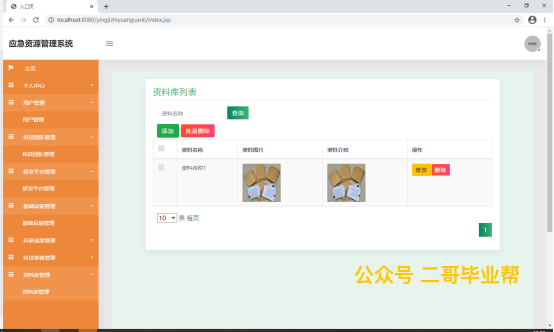 入口页
localhost:8080/yingjizhiyuanguanli/index.jsp
应急资源管理系统
主页
个人中心
用户管理
用户管理
科技团队管理
科技团队管理
研发平台管理
研发平台管理
基础设施管理
基础设施管理
科研成果管理
资料库管理
资料库管理
资料库列表
资料名称
查询
添加 批量删除
资料名称 资料图片 资料介绍 操作
资料名称1 修改 删除
10 条 每页
1
公众号 二哥毕业帮